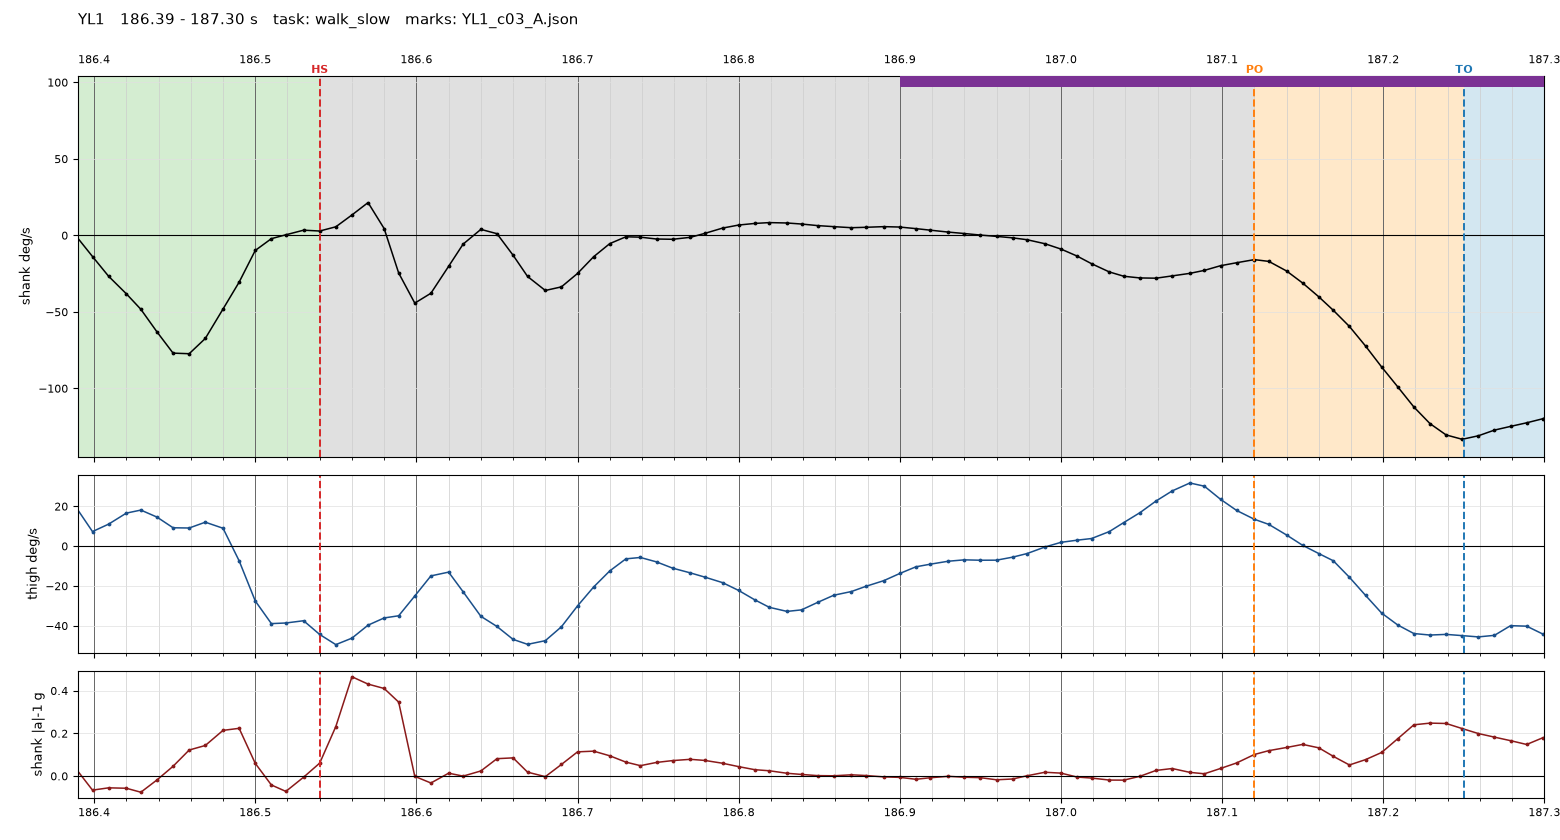 YL1   186.39 - 187.30 s   task: walk_slow   marks: YL1_c03_A.json
186.4 186.5 186.6 186.7 186.8 186.9 187.0 187.1 187.2 187.3
HS PO TO
100
50
0
−50
−100
shank deg/s
20
0
−20
−40
thigh deg/s
0.4
0.2
0.0
shank |a|-1 g
186.4 186.5 186.6 186.7 186.8 186.9 187.0 187.1 187.2 187.3